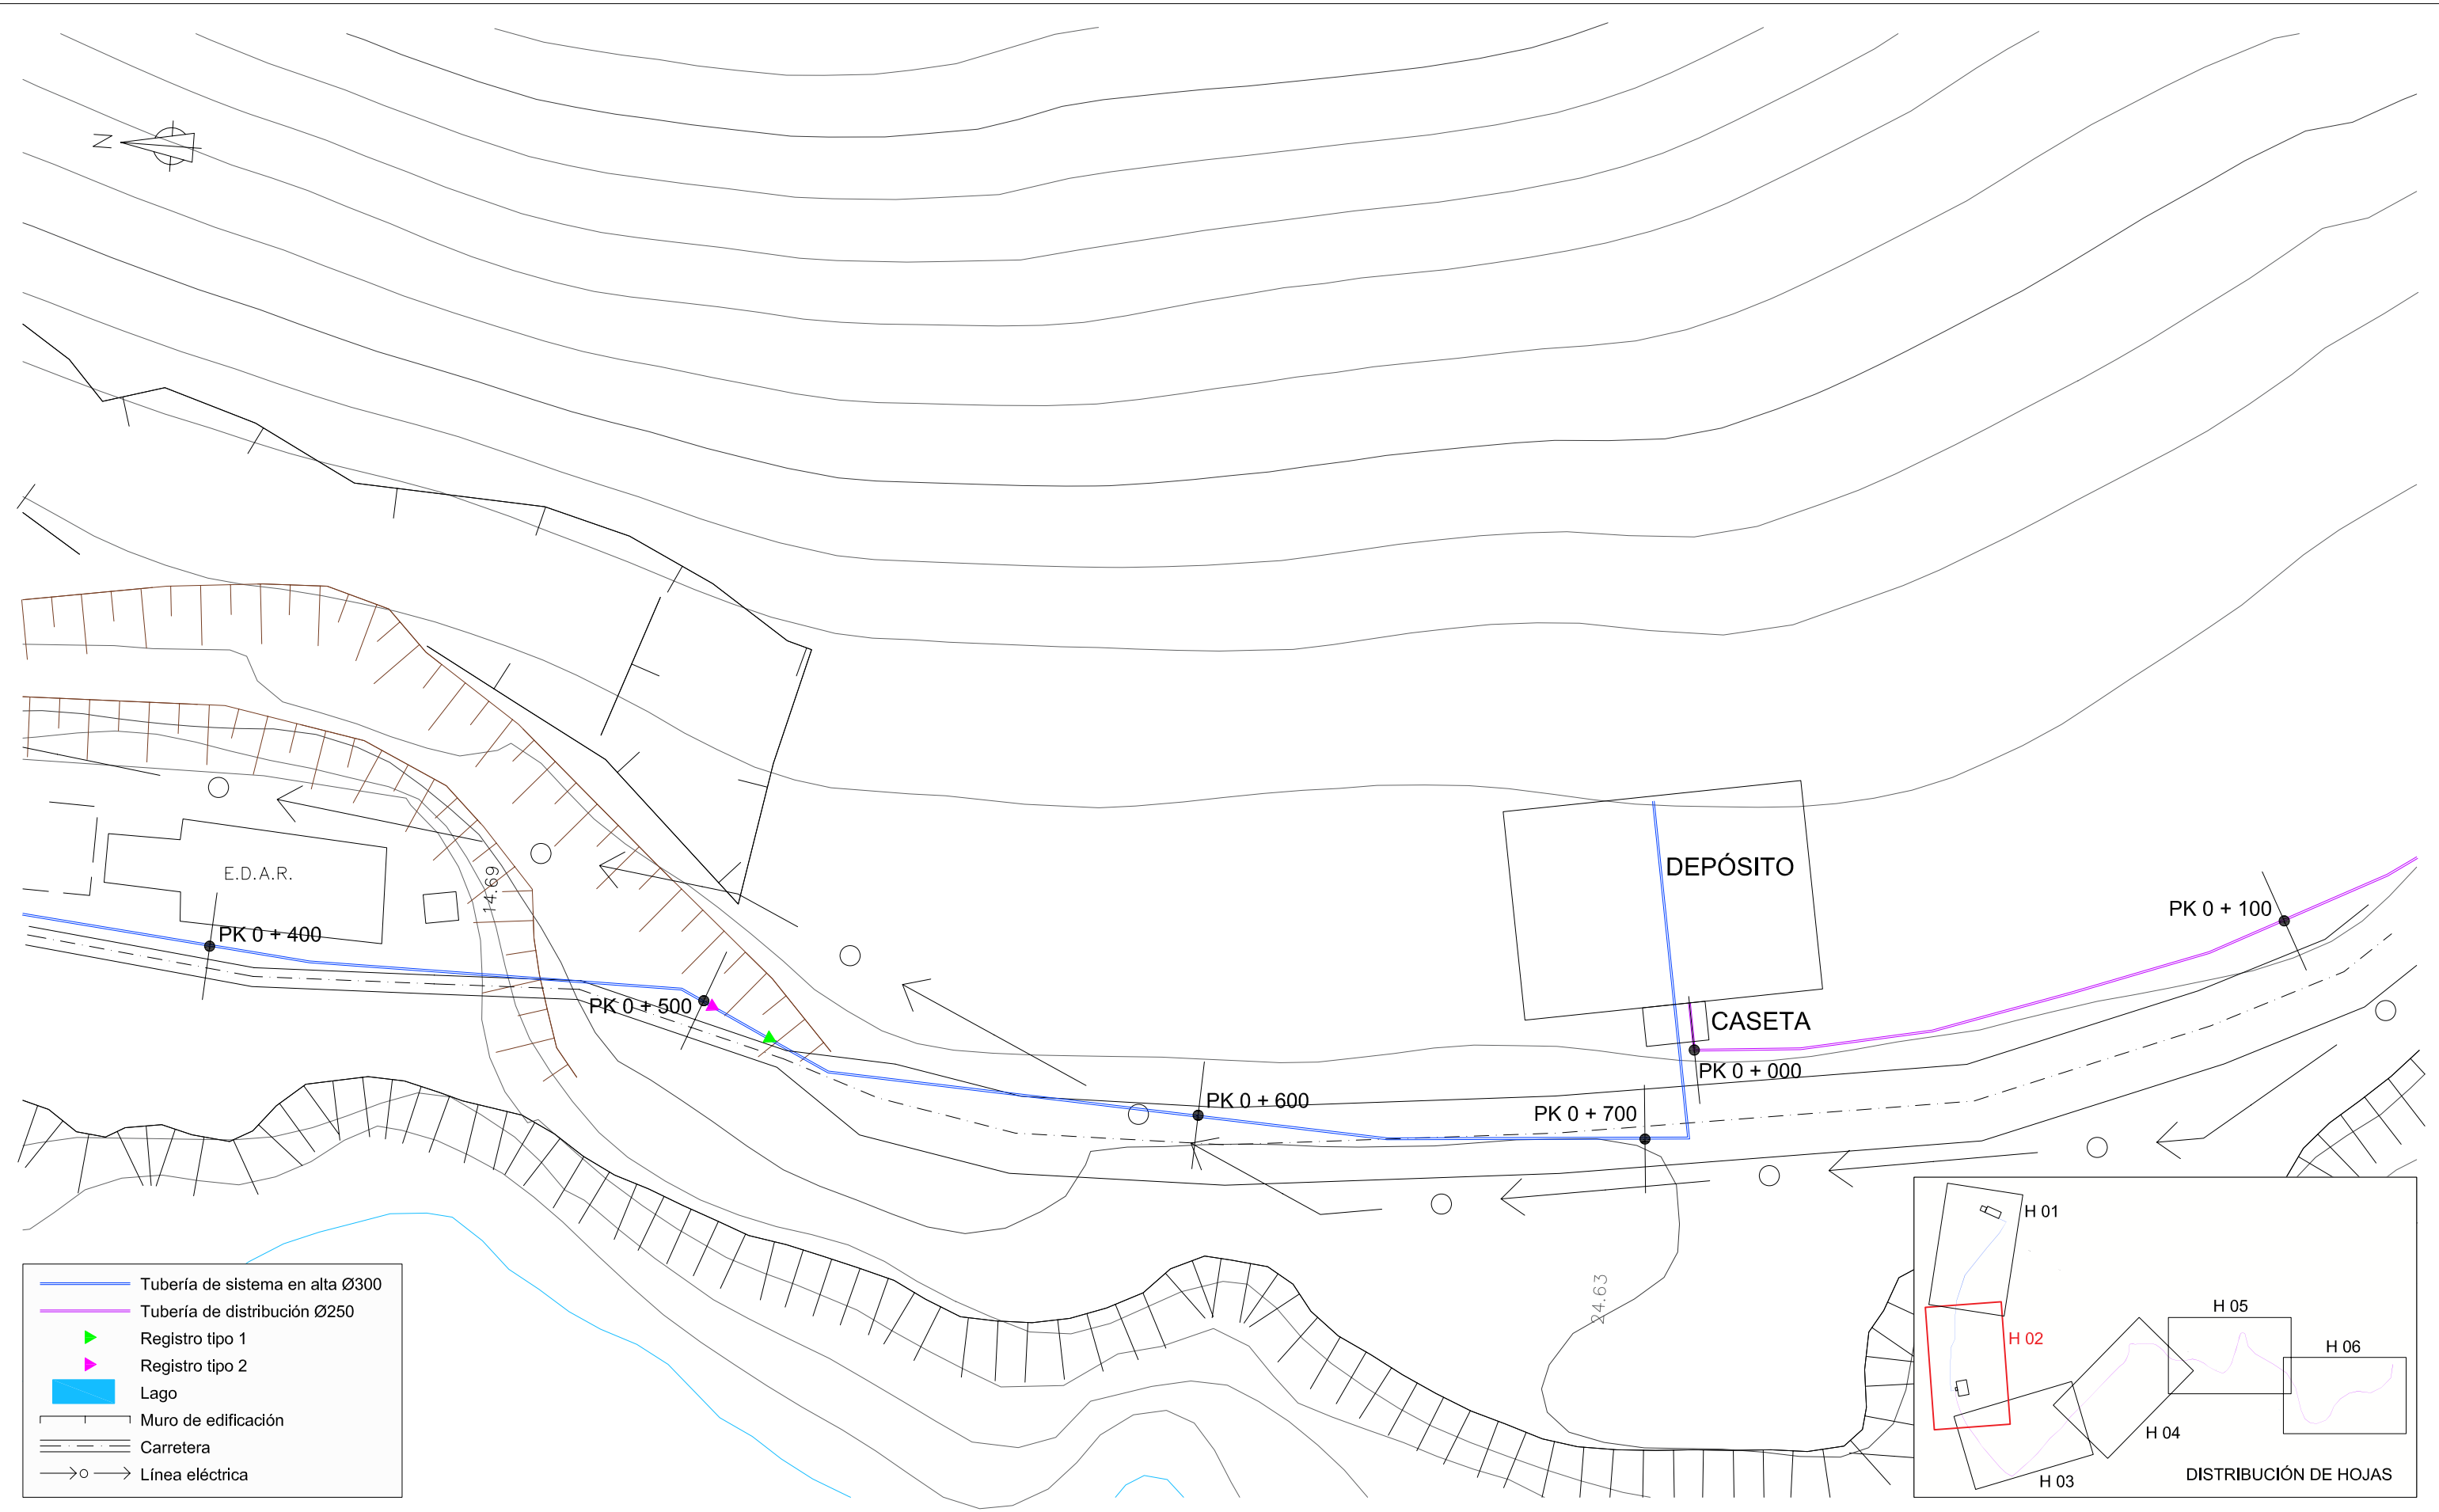 N
E.D.A.R.
14.69
PK 0 + 400
PK 0 + 500
PK 0 + 600
PK 0 + 700
DEPÓSITO
CASETA
PK 0 + 000
PK 0 + 100
24.63
Tubería de sistema en alta Ø300
Tubería de distribución Ø250
Registro tipo 1
Registro tipo 2
Lago
Muro de edificación
Carretera
Línea eléctrica
H 01
H 02
H 03
H 04
H 05
H 06
DISTRIBUCIÓN DE HOJAS